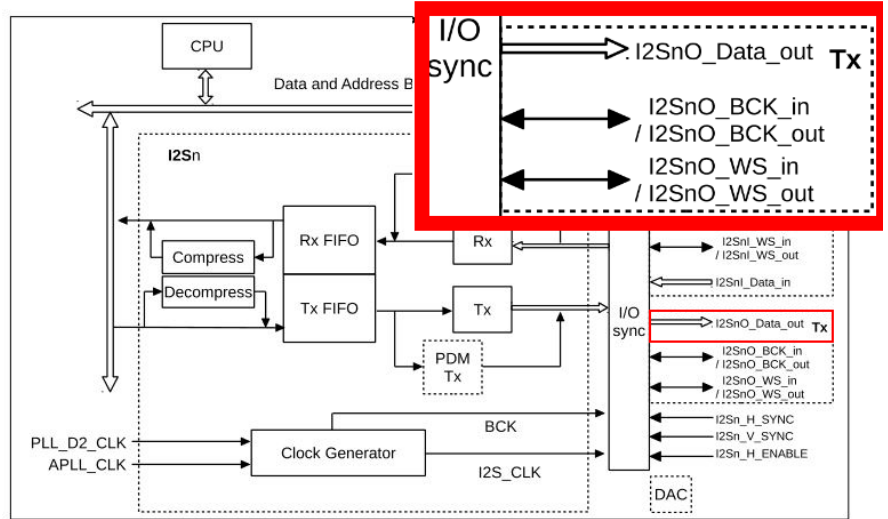 CPU
Data and Address B
I/O
sync
I2SnO_Data_out
Tx
I2SnO_BCK_in
/ I2SnO_BCK_out
I2SnO_WS_in
/ I2SnO_WS_out
I2Sn
Rx FIFO
Rx
Compress
Decompress
Tx FIFO
Tx
PDM
Tx
I/O
sync
I2SnI_WS_in
/ I2SnI_WS_out
I2SnI_Data_in
I2SnO_Data_out
Tx
I2SnO_BCK_in
/ I2SnO_BCK_out
I2SnO_WS_in
/ I2SnO_WS_out
I2Sn_H_SYNC
I2Sn_V_SYNC
I2Sn_H_ENABLE
PLL_D2_CLK
APLL_CLK
Clock Generator
BCK
I2S_CLK
DAC